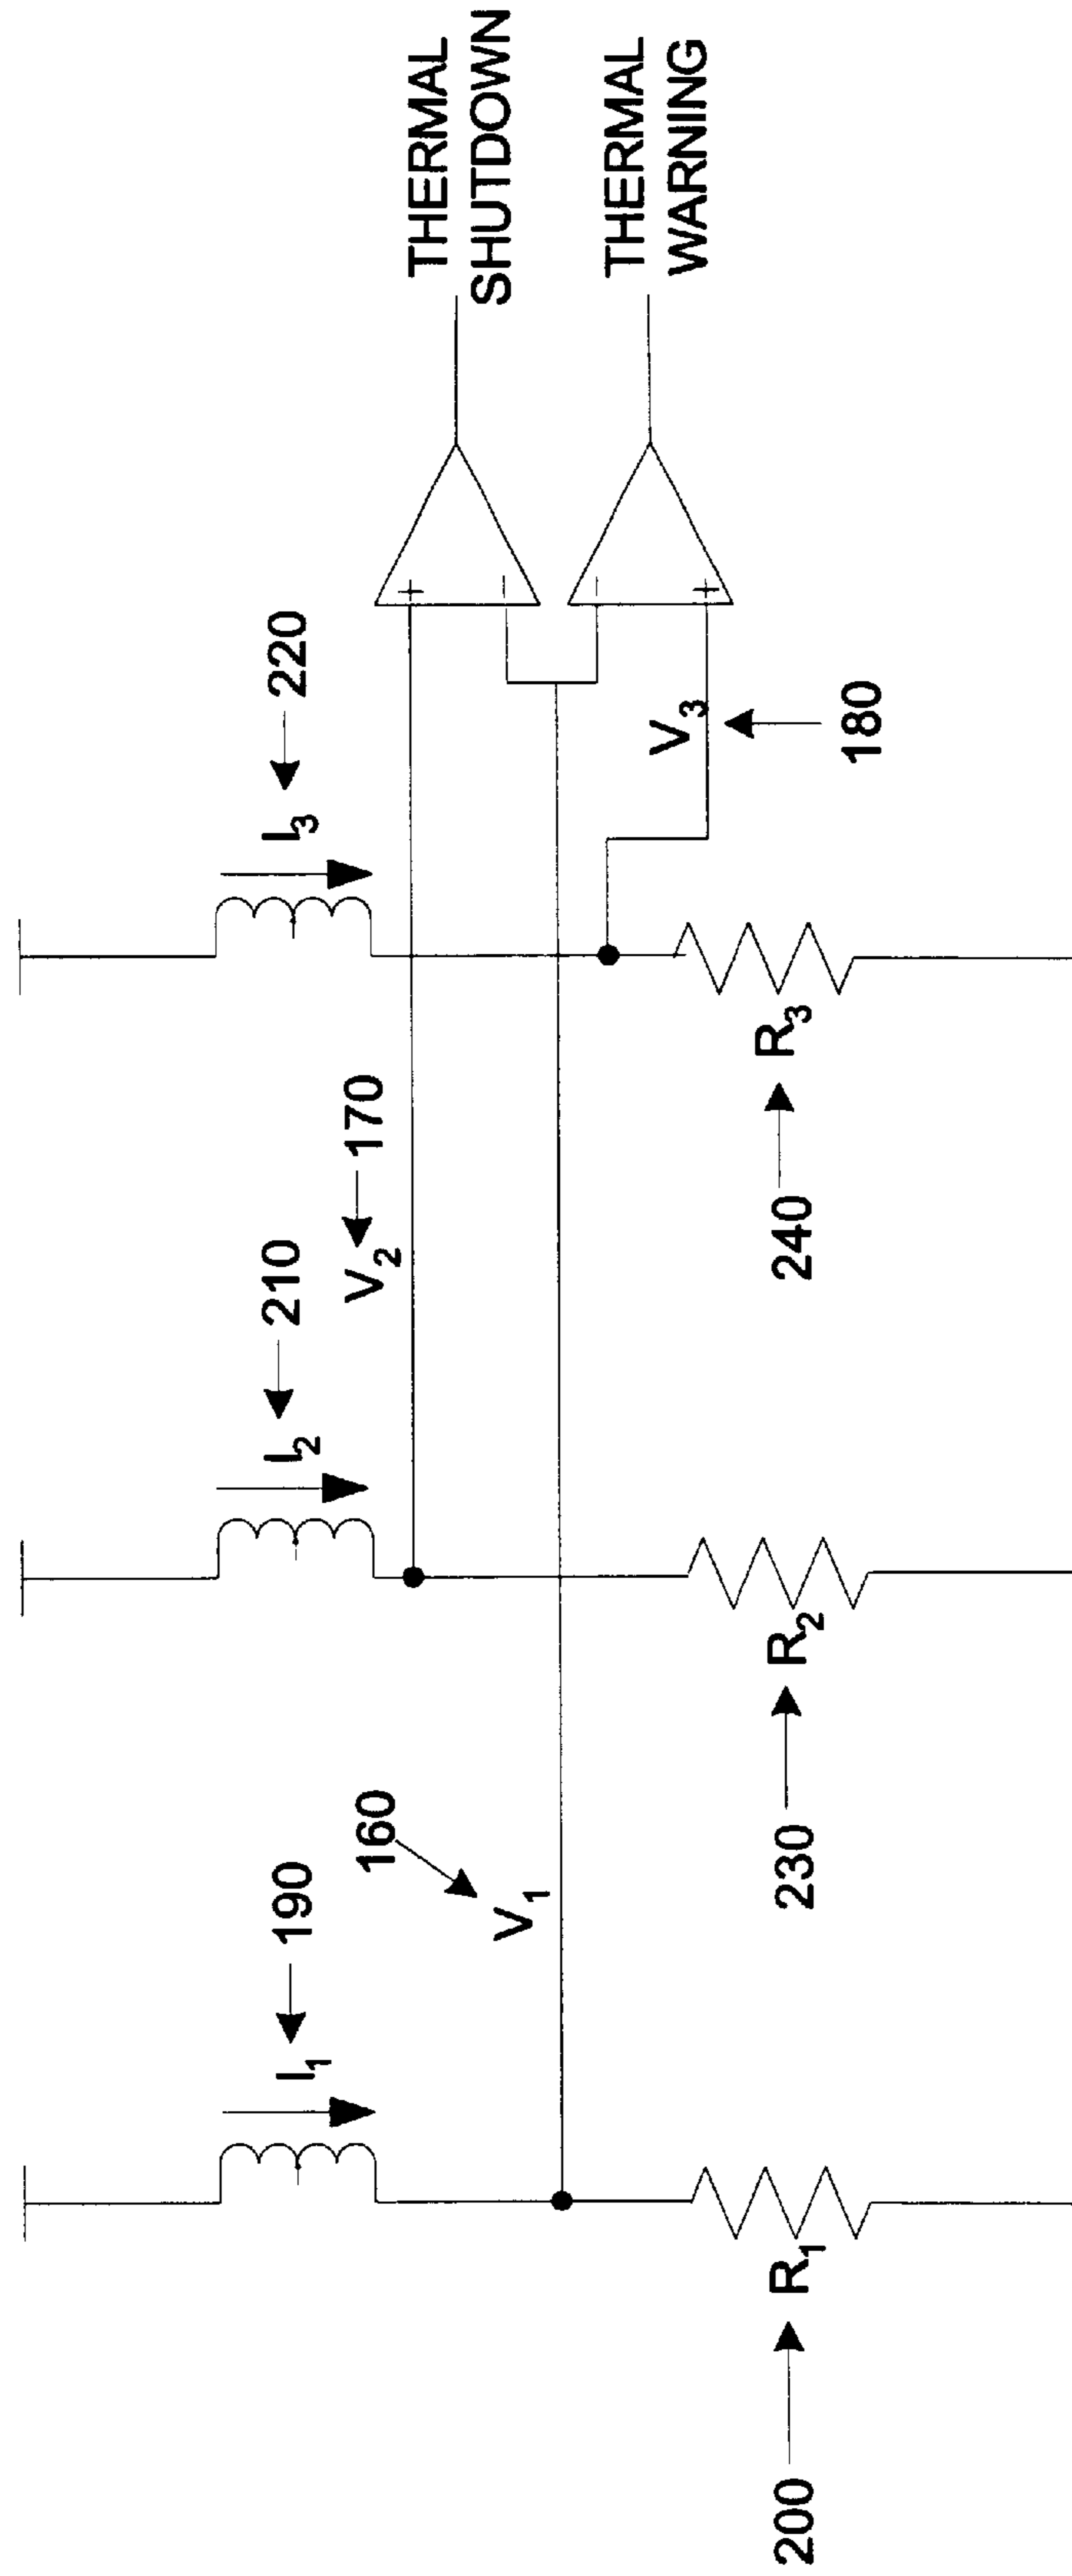 I₁ 190
160
V₁
200 R₁
I₂ 210
V₂ 170
230 R₂
I₃ 220
V₃
180
240 R₃
+
−
−
+
THERMAL
SHUTDOWN
THERMAL
WARNING